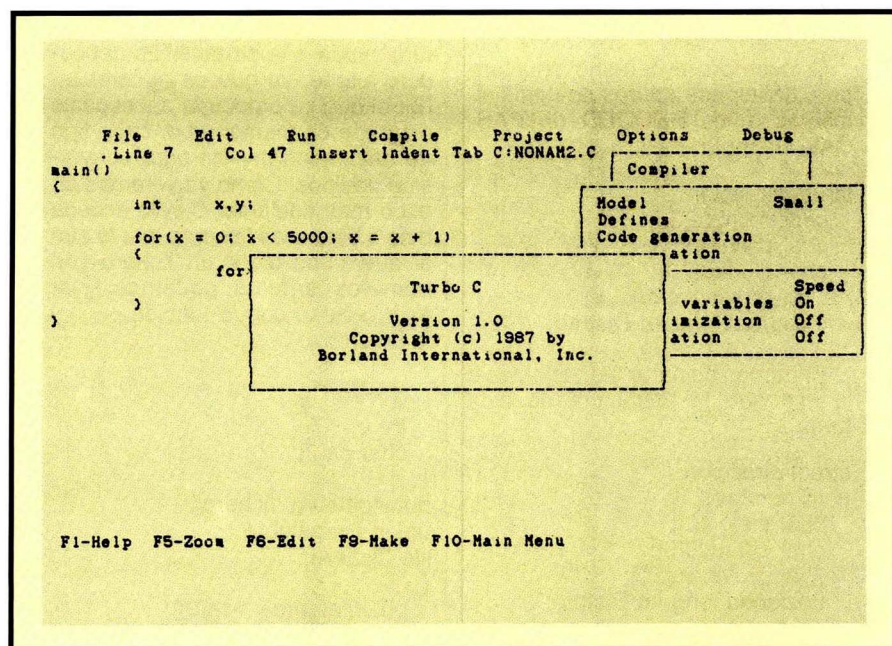 File Edit Run Compile Project Options Debug
.Line 7 Col 47 Insert Indent Tab C:NONAM2.C
Compiler
main()
{
int x,y;
Model Small
Defines
Code generation
for(x = 0; x < 5000; x = x + 1)
{
ation
for
Turbo C
Speed
variables On
}
}
Version 1.0
imization Off
Copyright (c) 1987 by
ation Off
Borland International, Inc.
F1-Help F5-Zoom F6-Edit F9-Make F10-Main Menu